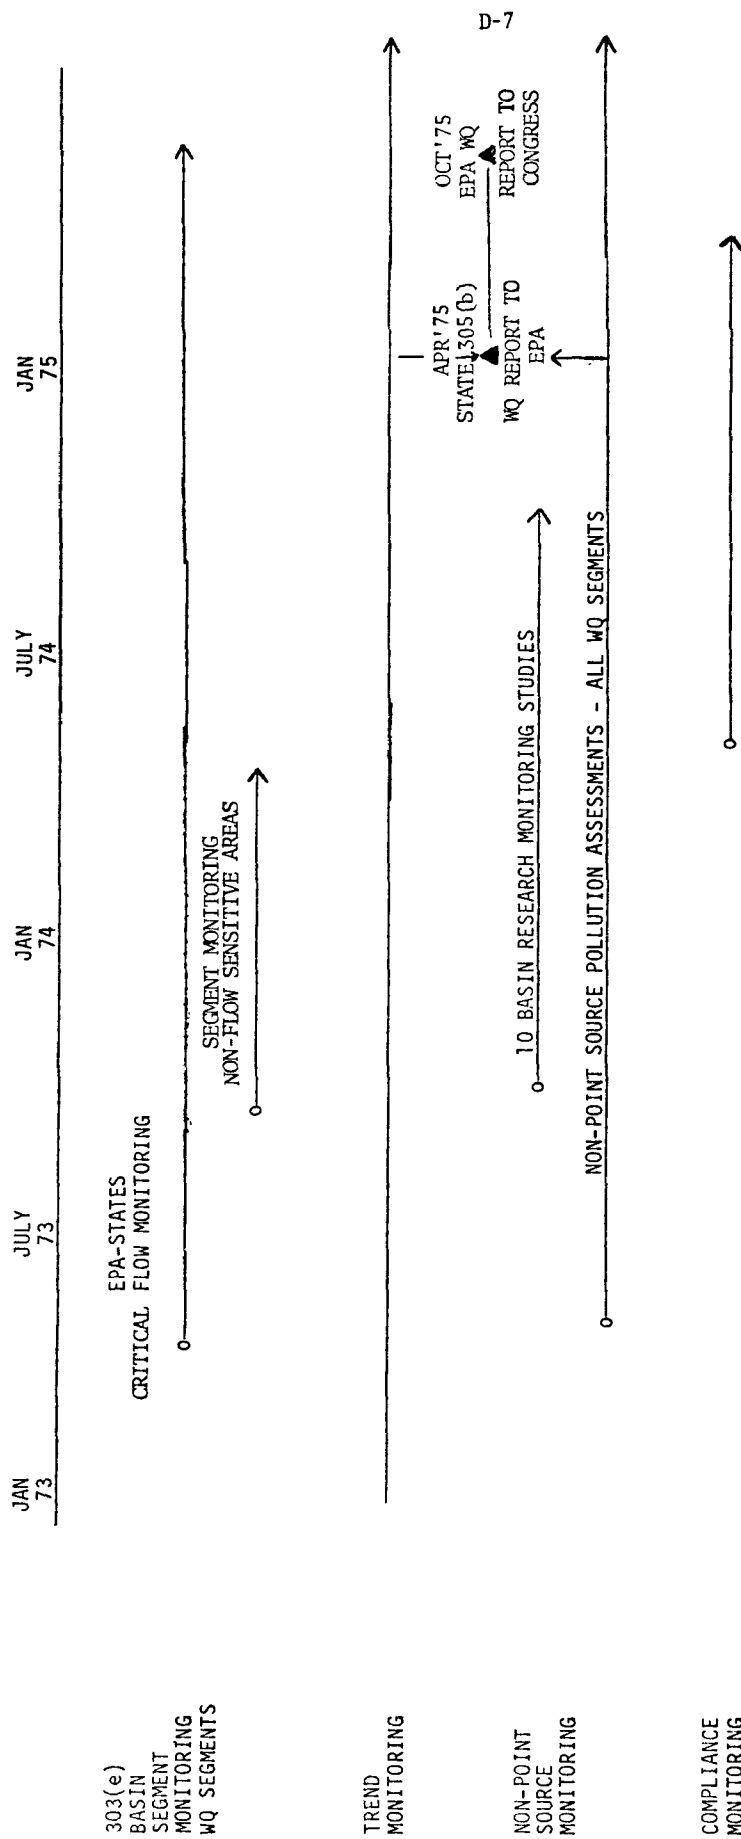 JAN
73
JULY
73
JAN
74
JULY
74
JAN
75
303(e)
BASIN
SEGMENT
MONITORING
WQ SEGMENTS
EPA-STATES
CRITICAL FLOW MONITORING
SEGMENT MONITORING
NON-FLOW SENSITIVE AREAS
TREND
MONITORING
APR'75
STATE 305(b)
WQ REPORT TO
EPA
OCT'75
EPA WQ
REPORT TO
CONGRESS
NON-POINT
SOURCE
MONITORING
10 BASIN RESEARCH MONITORING STUDIES
NON-POINT SOURCE POLLUTION ASSESSMENTS - ALL WQ SEGMENTS
COMPLIANCE
MONITORING
D-7